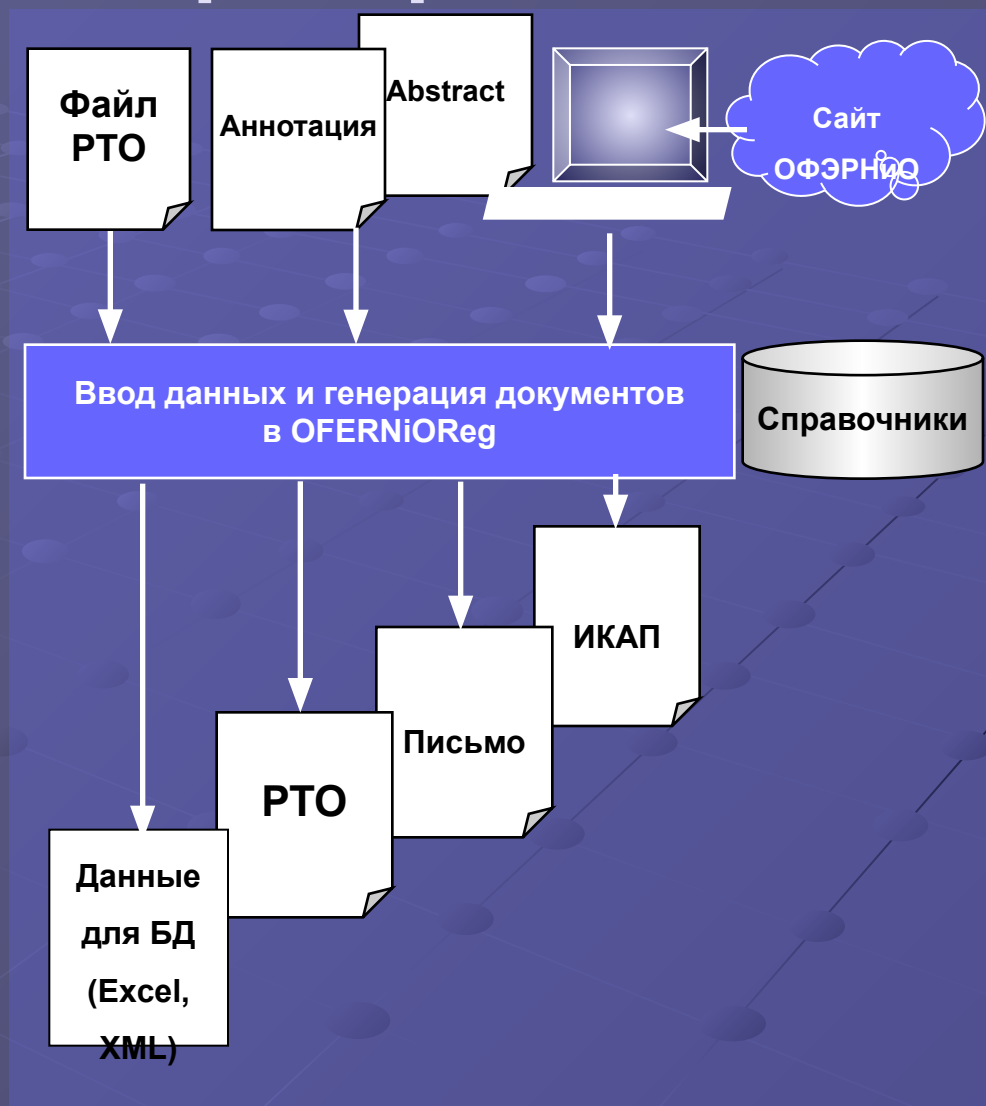 Файл
РТО
Аннотация
Abstract
Сайт
ОФЭРНиО
Ввод данных и генерация документов
в OFERNiOReg
Справочники
ИКАП
Письмо
РТО
Данные
для БД
(Excel,
XML)